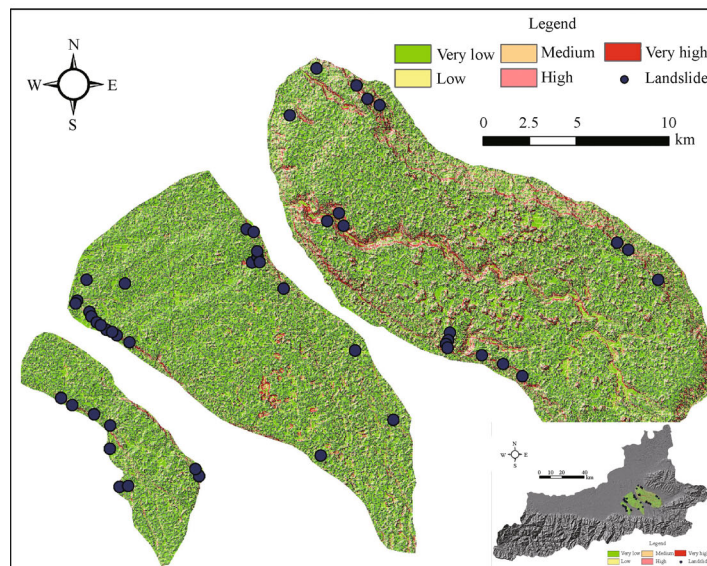 Legend
Very low
Medium
Very high
Low
High
Landslide
N
W
E
S
0
2.5
5
10
km
N
W
E
S
0 10 20 40
km
Legend
Very low
Medium
Very high
Low
High
Landslide